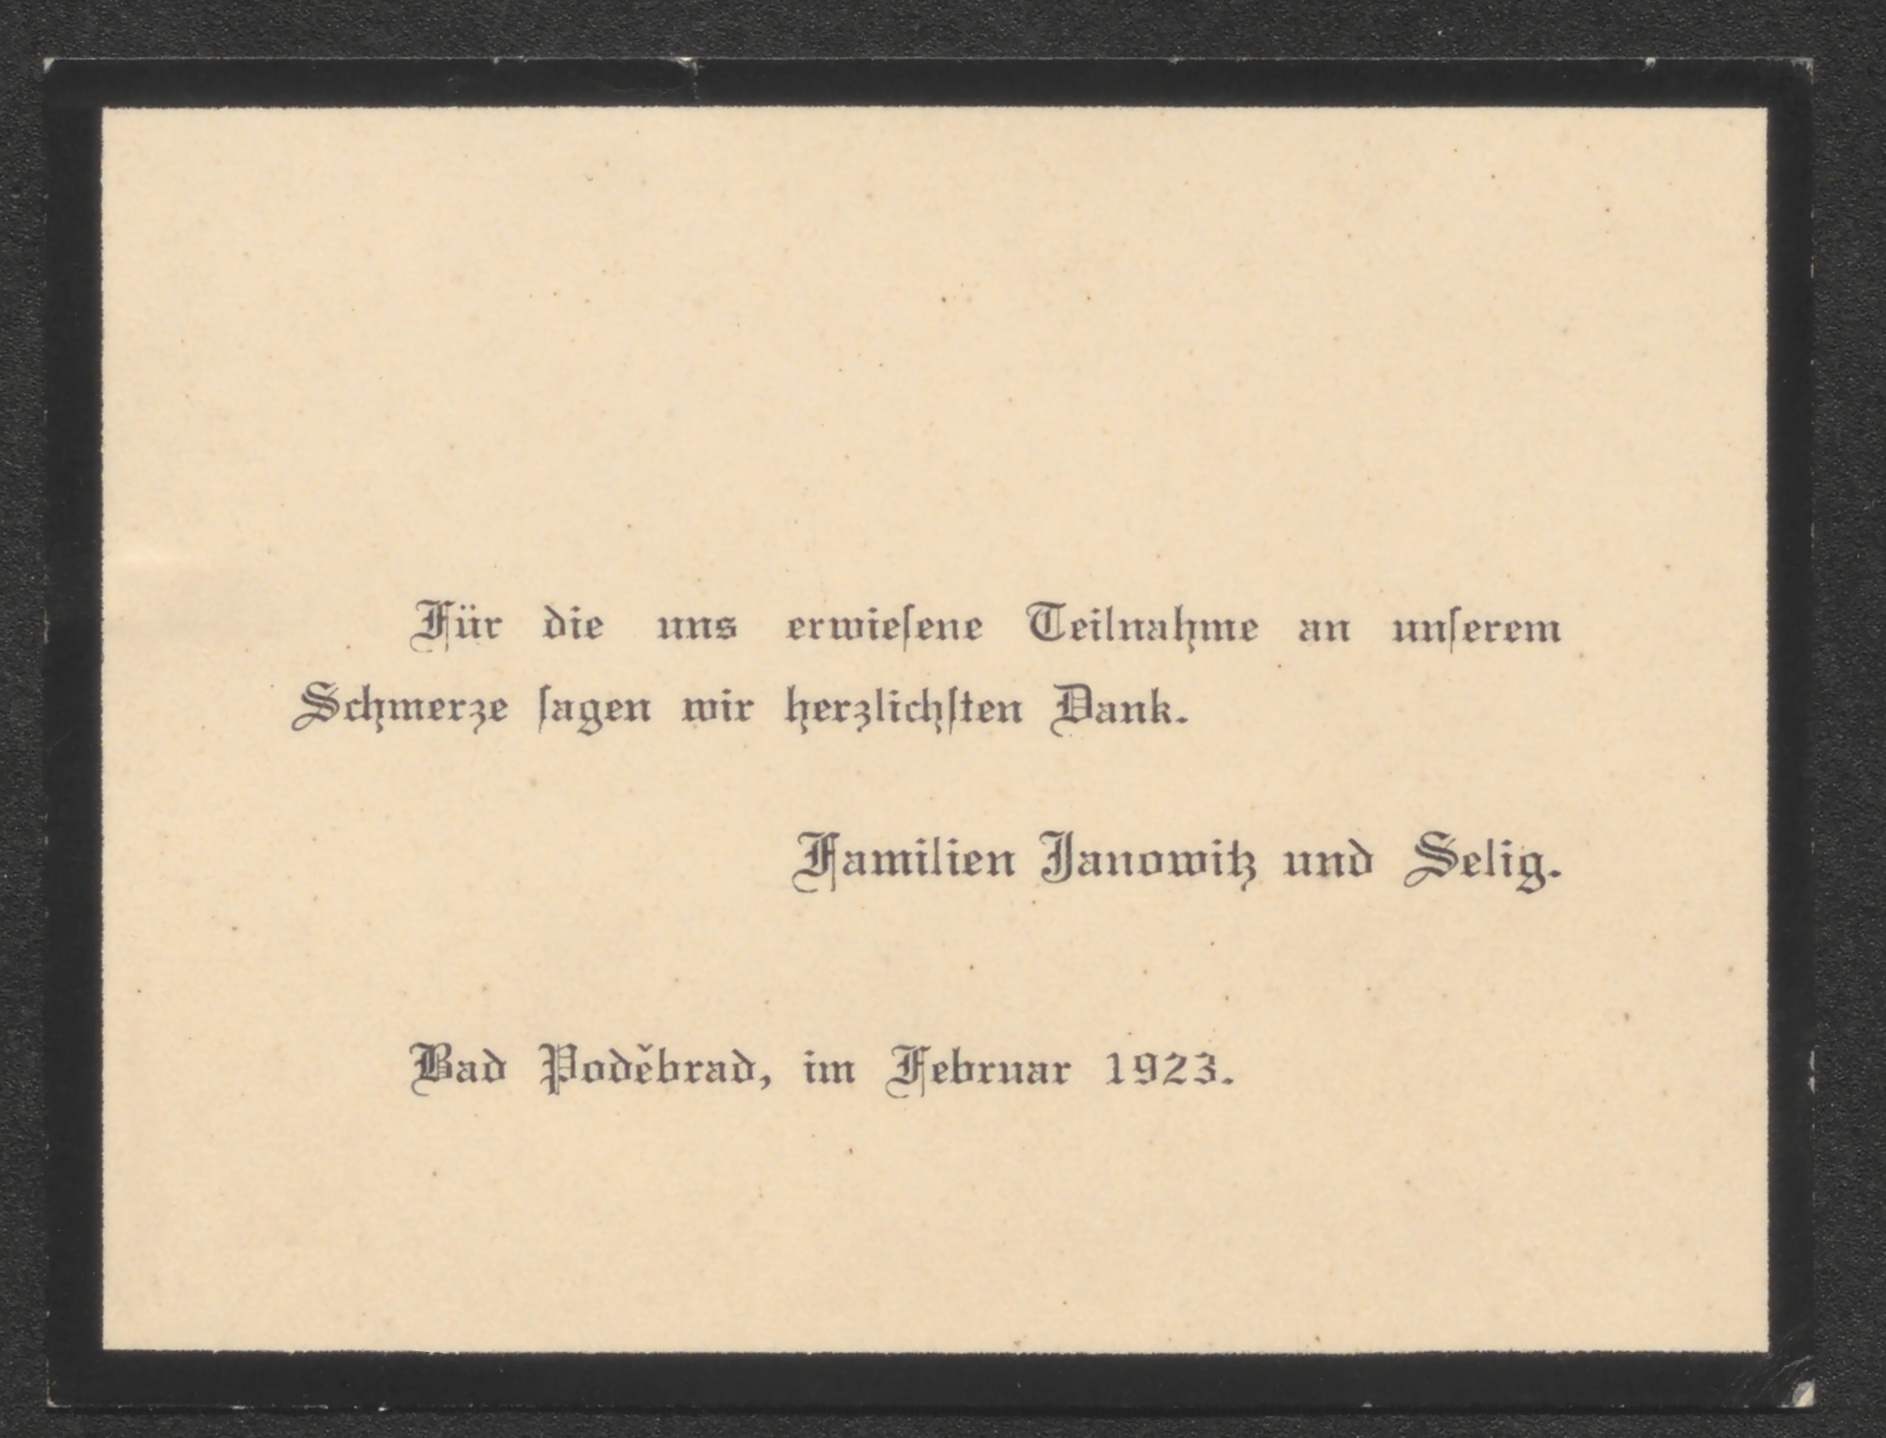 Für die uns erwieſene Teilnahme an unſerem
Schmerze ſagen wir herzlichſten Dank.
Familien Janowitz und Selig.
Bad Poděbrad, im Februar 1923.